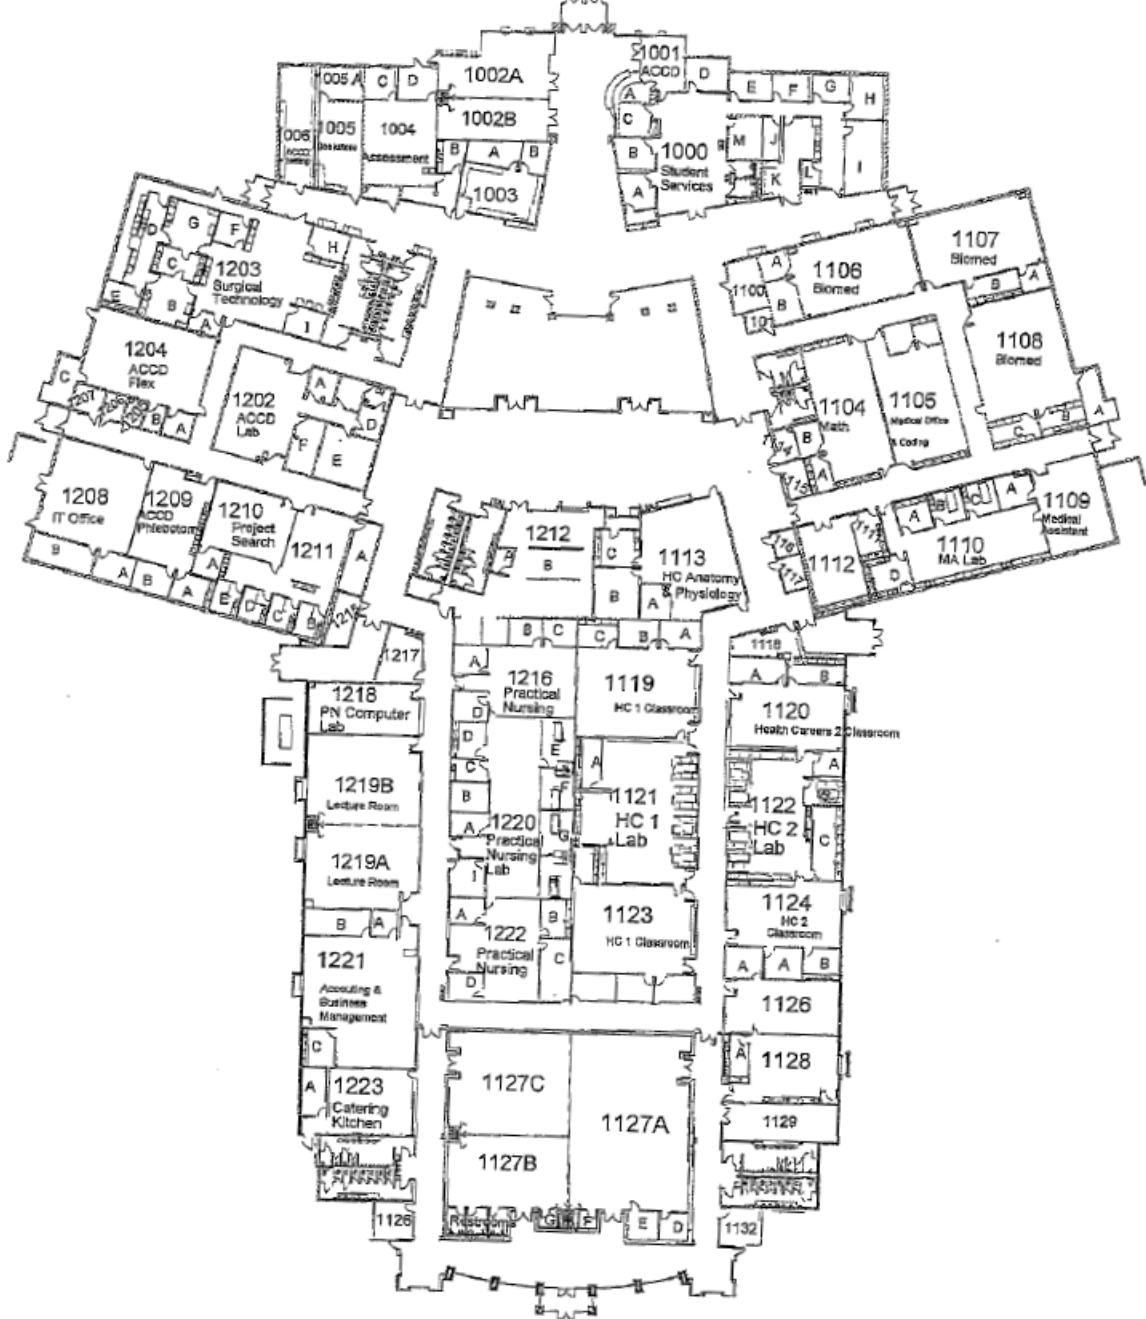 1001
ACCD
A
C
B
A
D
E
F
G
H
I
M
J
K
L
1000
Student
Services
1002A
1002B
1005 A
C
D
1005
1004
Assessment
B
A
B
1003
1203
Surgical
Technology
D
G
F
H
C
B
E
A
I
1204
ACCD
Flex
C
B
A
1202
ACCD
Lab
A
D
F
E
1208
IT Office
B
A
1209
ACCD
Phlebotomy
B
A
1210
Project
Search
A
E
D
C
B
1211
A
1217
1100
A
B
1106
Biomed
1107
Biomed
B
A
1108
Biomed
C
B
A
1104
Math
B
A
1105
Medical Office
& Coding
1109
Medical
Assistant
1110
MA Lab
A
B
C
A
D
1112
1117
1115
1116
1118
1212
A
B
C
B
1113
HC Anatomy
& Physiology
A
B
C
C
B
A
1216
Practical
Nursing
A
D
1119
HC 1 Classroom
1218
PN Computer
Lab
1219B
Lecture Room
1219A
Lecture Room
B
A
1220
Practical
Nursing
Lab
D
C
B
A
I
E
F
G
1121
HC 1
Lab
A
A
B
1120
Health Careers 2 Classroom
1122
HC 2
Lab
A
C
1221
Accouting &
Business
Management
C
1222
Practical
Nursing
A
B
C
D
1123
HC 1 Classroom
1124
HC 2
Classroom
A
A
B
1126
1128
A
1129
1223
Catering
Kitchen
A
1127C
1127A
1127B
Restrooms
G
F
E
D
1126
1132